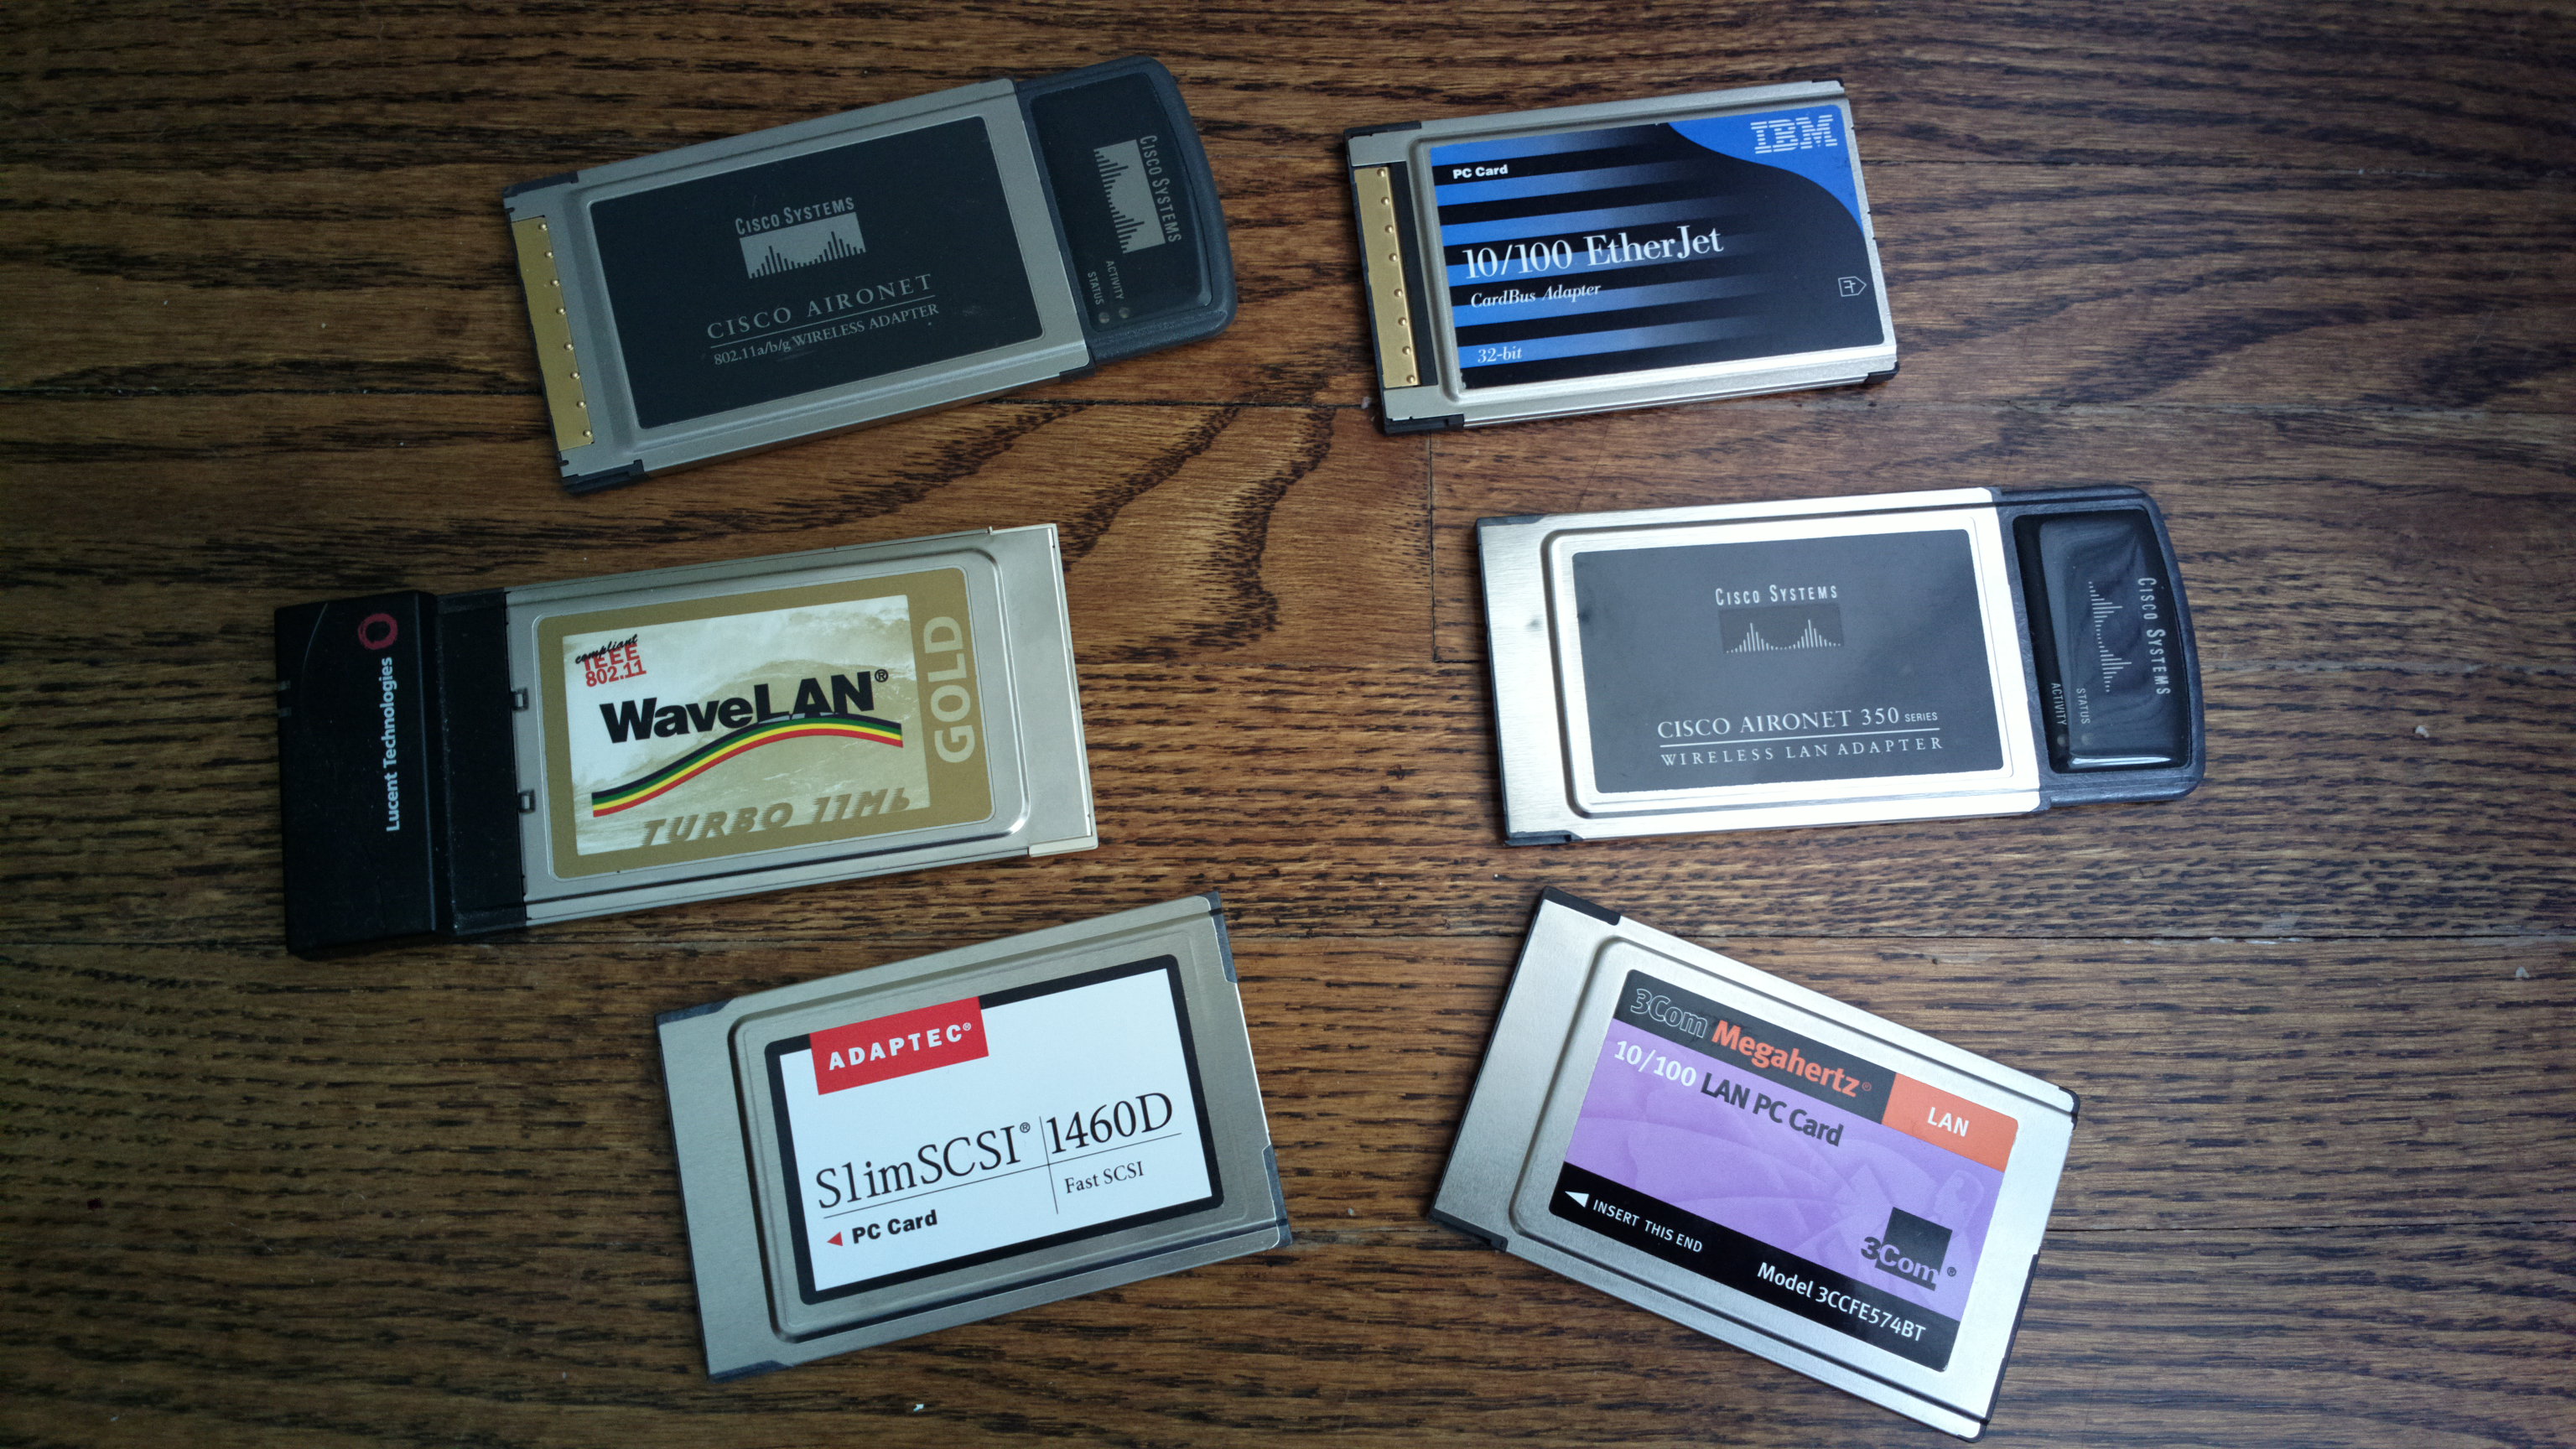 CISCO SYSTEMS
CISCO AIRONET
802.11a/b/g WIRELESS ADAPTER
CISCO SYSTEMS
ACTIVITY
STATUS
IBM
PC Card
10/100 EtherJet
CardBus Adapter
32-bit
Lucent Technologies
compliant
IEEE
802.11
WaveLAN®
TURBO 11Mb
GOLD
CISCO SYSTEMS
CISCO AIRONET 350 SERIES
WIRELESS LAN ADAPTER
CISCO SYSTEMS
STATUS
ACTIVITY
ADAPTEC®
SlimSCSI® 1460D
Fast SCSI
PC Card
3Com Megahertz®
LAN
10/100 LAN PC Card
3Com®
INSERT THIS END
Model 3CCFE574BT